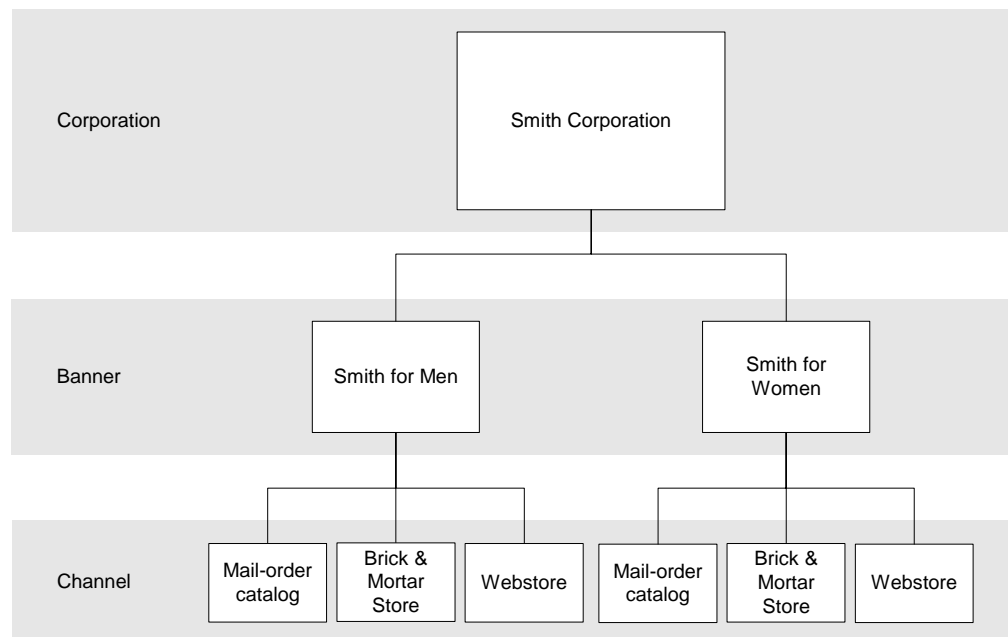 Corporation
Smith Corporation
Banner
Smith for Men
Smith for
Women
Channel
Mail-order
catalog
Brick &
Mortar
Store
Webstore
Mail-order
catalog
Brick &
Mortar
Store
Webstore